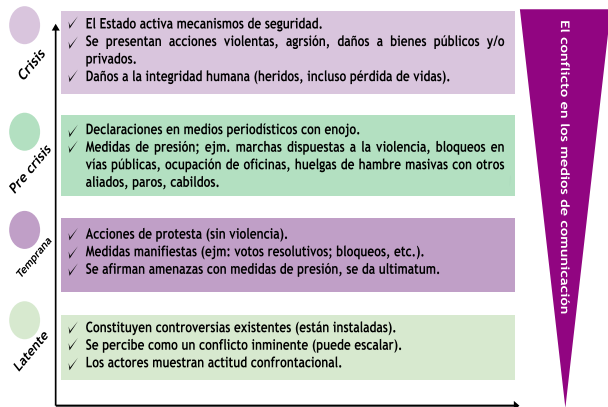 Crisis
El Estado activa mecanismos de seguridad.
Se presentan acciones violentas, agrsión, daños a bienes públicos y/o
privados.
Daños a la integridad humana (heridos, incluso pérdida de vidas).
Pre crisis
Declaraciones en medios periodísticos con enojo.
Medidas de presión; ejm. marchas dispuestas a la violencia, bloqueos en
vías públicas, ocupación de oficinas, huelgas de hambre masivas con otros
aliados, paros, cabildos.
Temprana
Acciones de protesta (sin violencia).
Medidas manifiestas (ejm: votos resolutivos; bloqueos, etc.).
Se afirman amenazas con medidas de presión, se da ultimatum.
Latente
Constituyen controversias existentes (están instaladas).
Se percibe como un conflicto inminente (puede escalar).
Los actores muestran actitud confrontacional.
El conflicto en los medios de comunicación